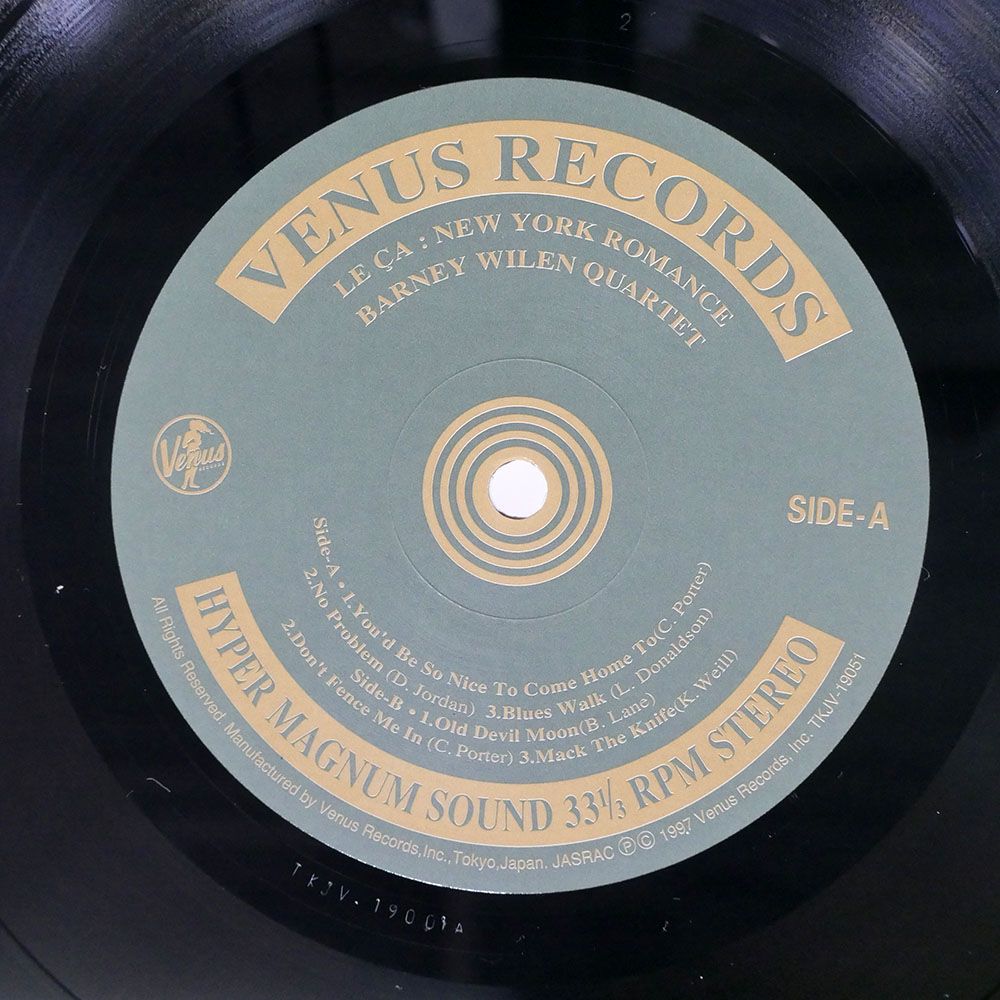 VENUS RECORDS
LE ÇA : NEW YORK ROMANCE
BARNEY WILEN QUARTET
Venus
RECORDS
SIDE-A
Side-A • 1.You'd Be So Nice To Come Home To(C. Porter)
2.No Problem (D. Jordan) 3.Blues Walk (L. Donaldson)
Side-B • 1.Old Devil Moon(B. Lane)
2.Don't Fence Me In (C. Porter) 3.Mack The Knife(K. Weill)
HYPER MAGNUM SOUND 33⅓ RPM STEREO
All Rights Reserved. Manufactured by Venus Records,Inc.,Tokyo,Japan. JASRAC Ⓟ © 1997 Venus Records, Inc. TKJV-19051
2